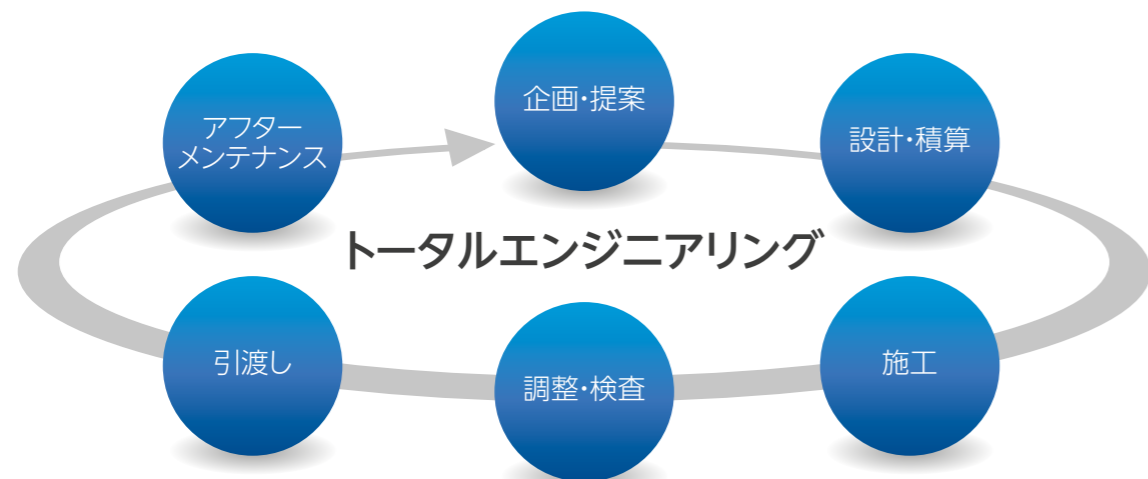 企画・提案
設計・積算
施工
調整・検査
引渡し
アフター
メンテナンス
トータルエンジニアリング